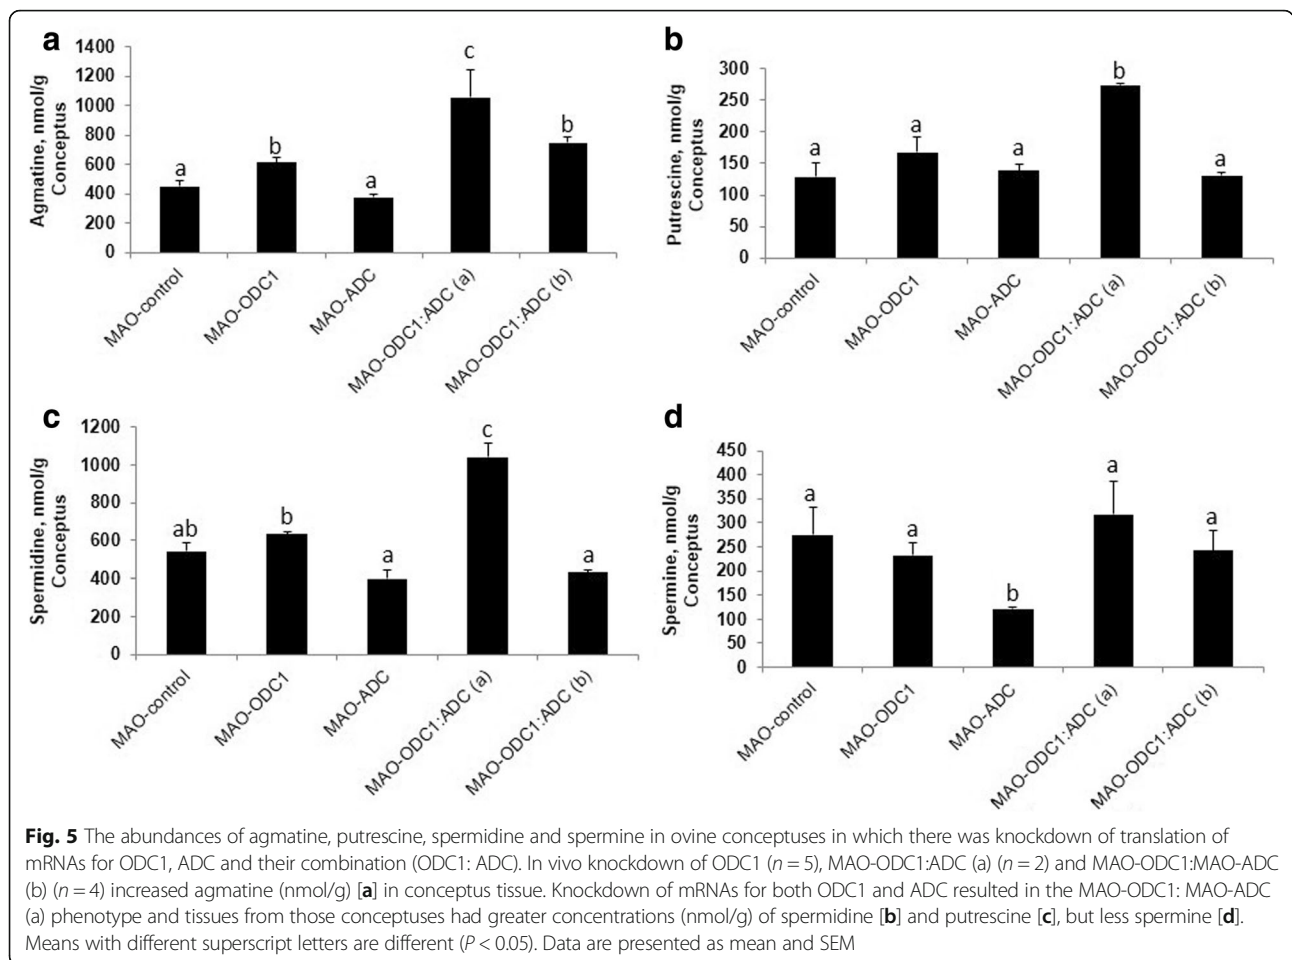 a
1400
1200
1000
800
600
400
200
0
Agmatine, nmol/g
Conceptus
a
b
a
c
b
MAO-control
MAO-ODC1
MAO-ADC
MAO-ODC1:ADC (a)
MAO-ODC1:ADC (b)
b
300
250
200
150
100
50
0
Putrescine, nmol/g
Conceptus
a
a
a
b
a
MAO-control
MAO-ODC1
MAO-ADC
MAO-ODC1:ADC (a)
MAO-ODC1:ADC (b)
c
1200
1000
800
600
400
200
0
Spermidine, nmol/g
Conceptus
ab
b
a
c
a
MAO-control
MAO-ODC1
MAO-ADC
MAO-ODC1:ADC (a)
MAO-ODC1:ADC (b)
d
450
400
350
300
250
200
150
100
50
0
Spermine, nmol/g
Conceptus
a
a
b
a
a
MAO-control
MAO-ODC1
MAO-ADC
MAO-ODC1:ADC (a)
MAO-ODC1:ADC (b)
Fig. 5 The abundances of agmatine, putrescine, spermidine and spermine in ovine conceptuses in which there was knockdown of translation of
mRNAs for ODC1, ADC and their combination (ODC1: ADC). In vivo knockdown of ODC1 (n = 5), MAO-ODC1:ADC (a) (n = 2) and MAO-ODC1:MAO-ADC
(b) (n = 4) increased agmatine (nmol/g) [a] in conceptus tissue. Knockdown of mRNAs for both ODC1 and ADC resulted in the MAO-ODC1: MAO-ADC
(a) phenotype and tissues from those conceptuses had greater concentrations (nmol/g) of spermidine [b] and putrescine [c], but less spermine [d].
Means with different superscript letters are different (P < 0.05). Data are presented as mean and SEM